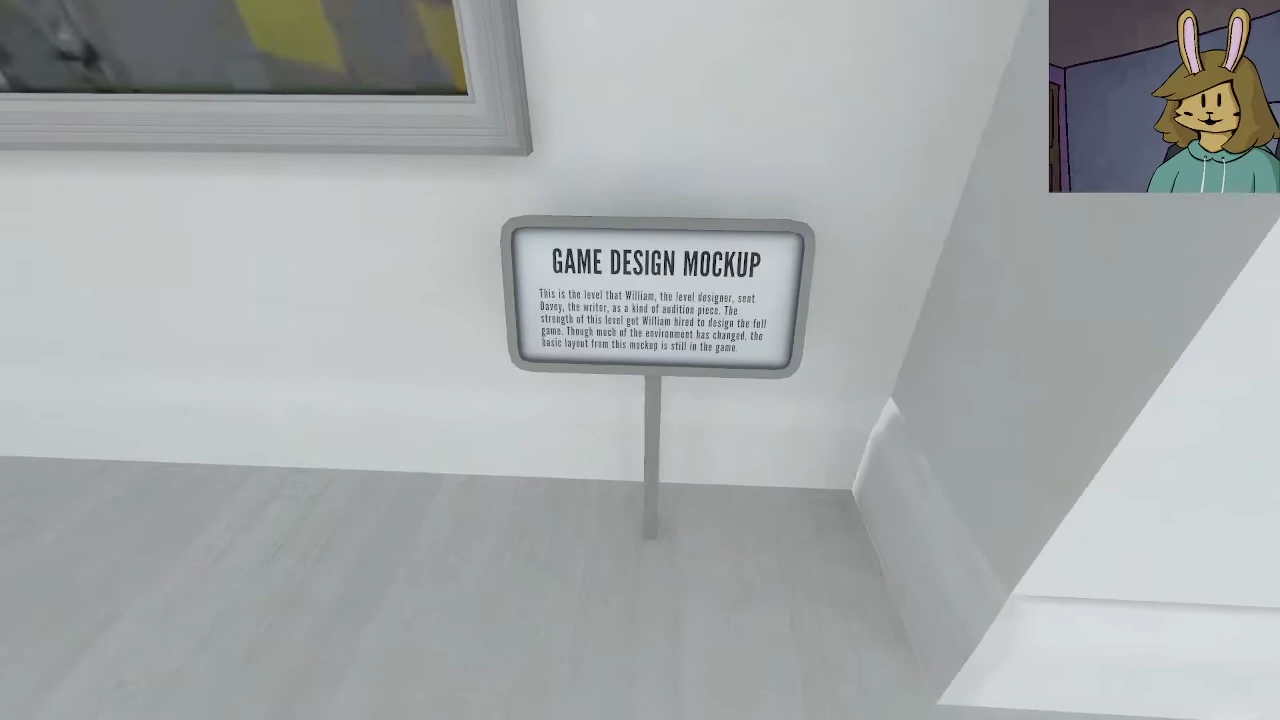 GAME DESIGN MOCKUP
This is the level that William, the level designer, sent
Davey, the writer, as a kind of audition piece. The
strength of this level got William hired to design the full
game. Though much of the environment has changed, the
basic layout from this mockup is still in the game.